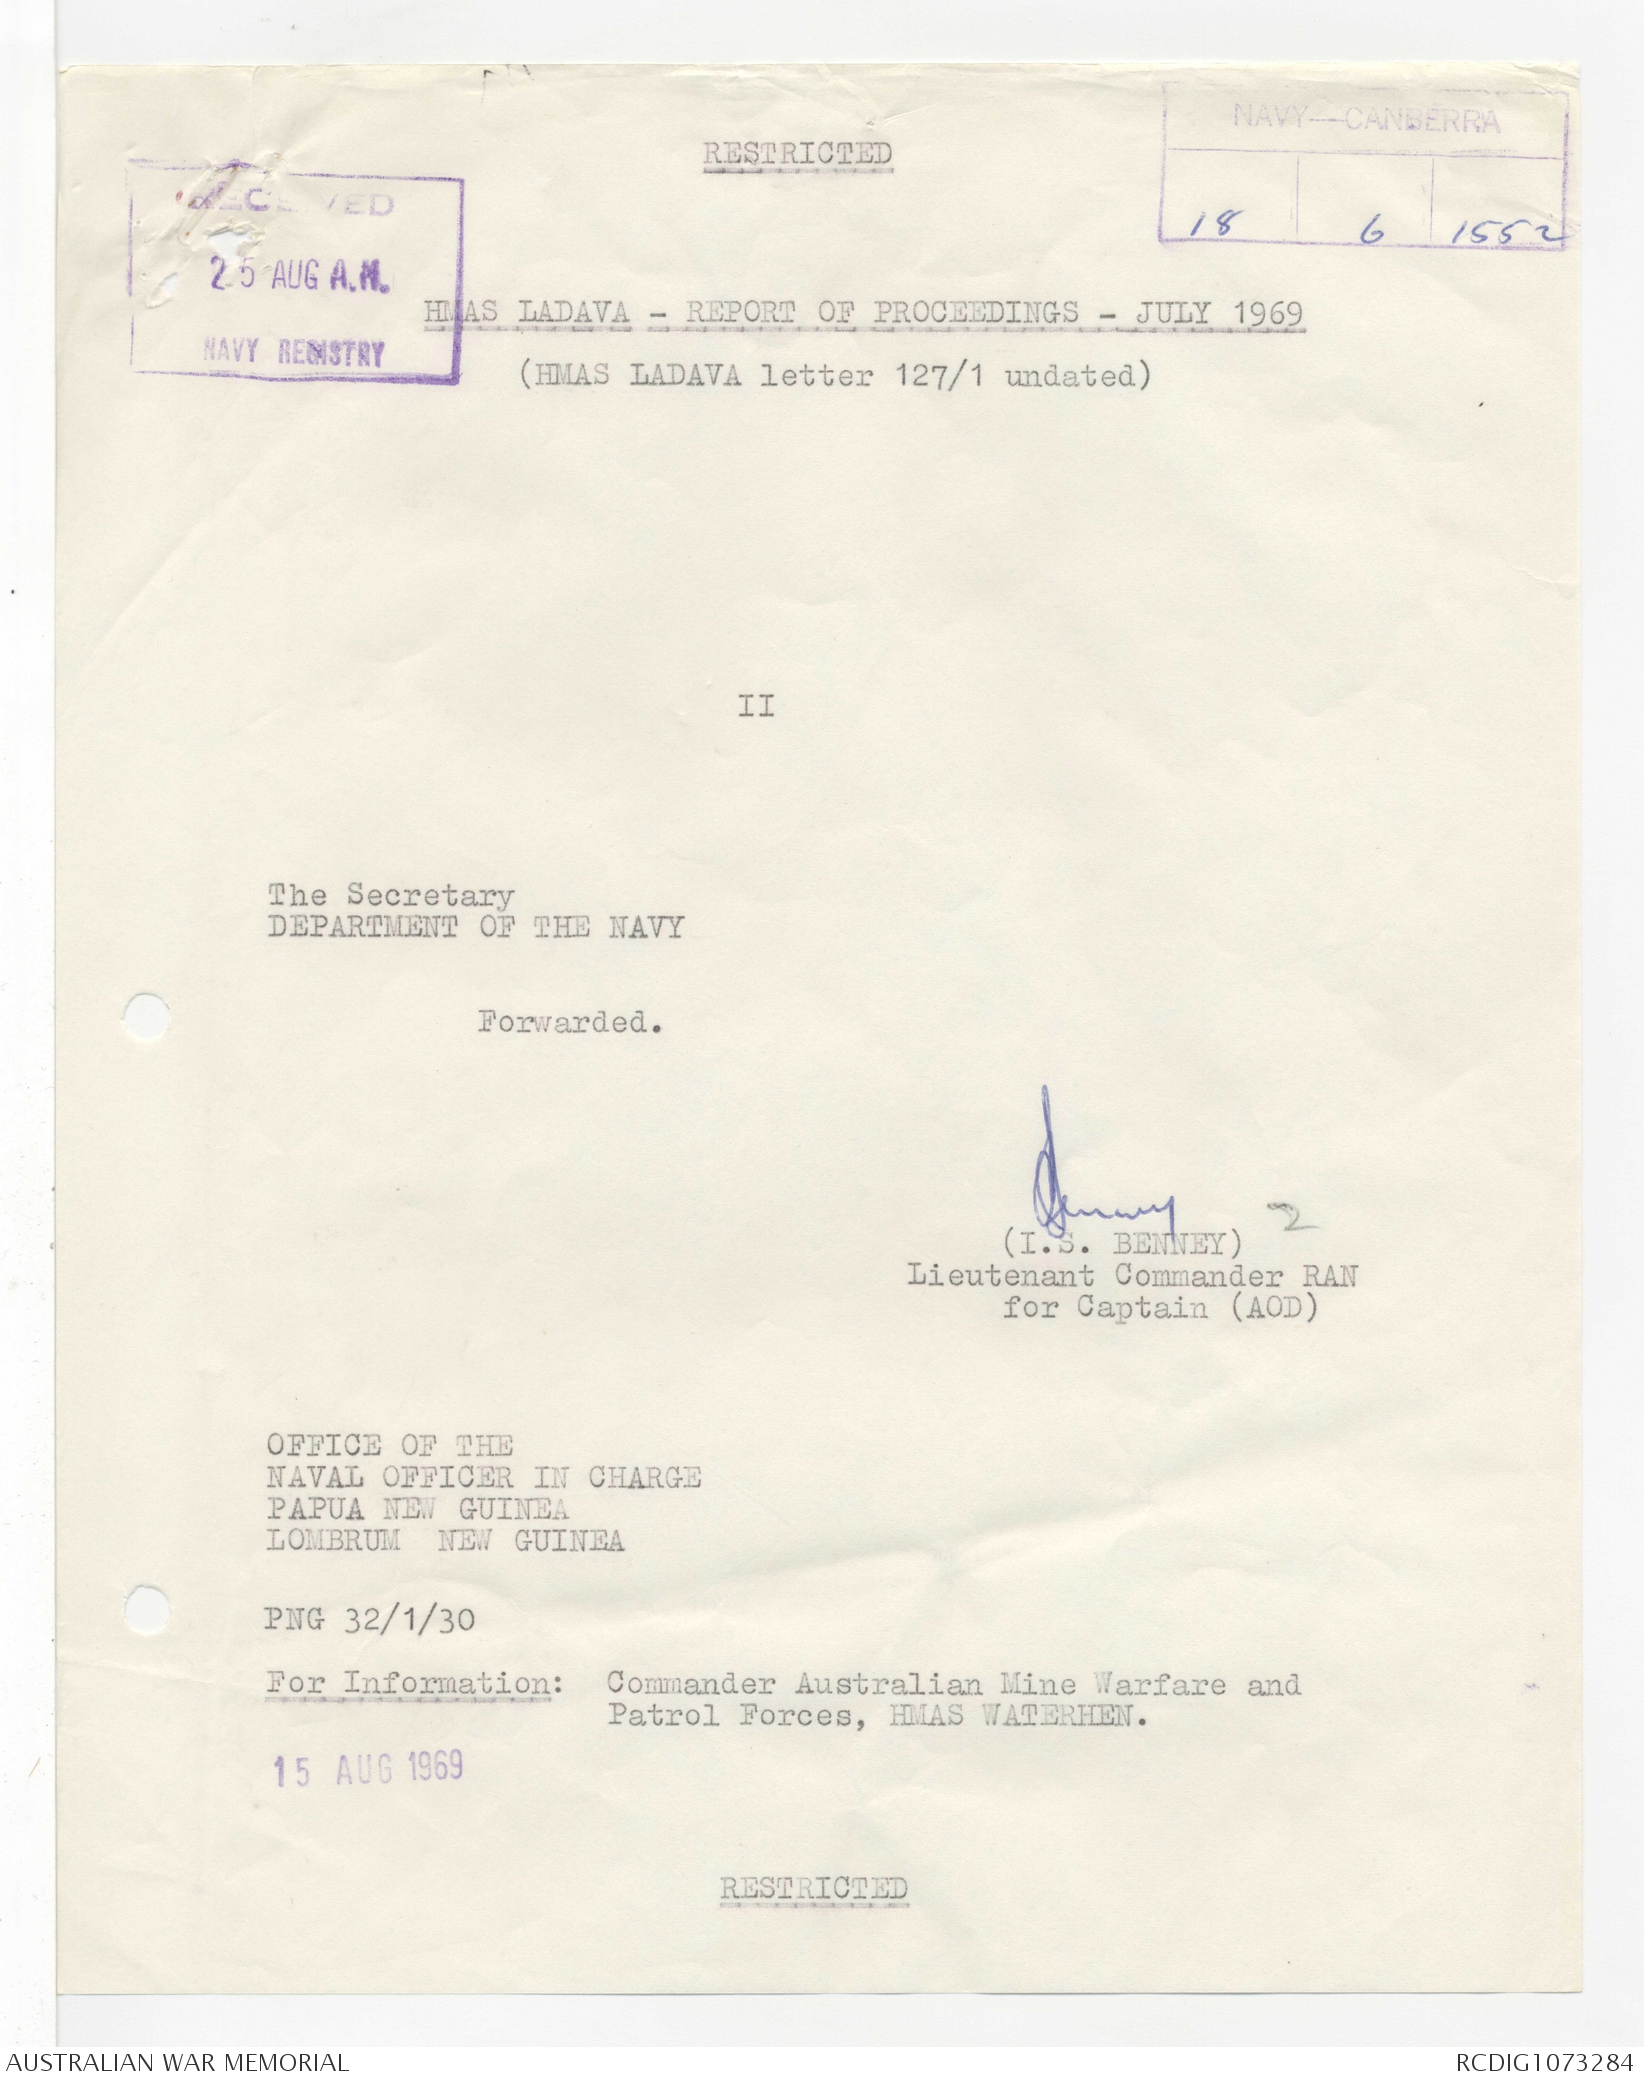 NAVY—CANBERRA
18 6 1552
RESTRICTED
RECEIVED
25 AUG A.M.
NAVY REGISTRY
HMAS LADAVA - REPORT OF PROCEEDINGS - JULY 1969
(HMAS LADAVA letter 127/1 undated)
II
The Secretary
DEPARTMENT OF THE NAVY
Forwarded.
2
(I.S. BENNEY)
Lieutenant Commander RAN
for Captain (AOD)
OFFICE OF THE
NAVAL OFFICER IN CHARGE
PAPUA NEW GUINEA
LOMBRUM NEW GUINEA
PNG 32/1/30
For Information: Commander Australian Mine Warfare and
Patrol Forces, HMAS WATERHEN.
15 AUG 1969
RESTRICTED
AUSTRALIAN WAR MEMORIAL
RCDIG1073284